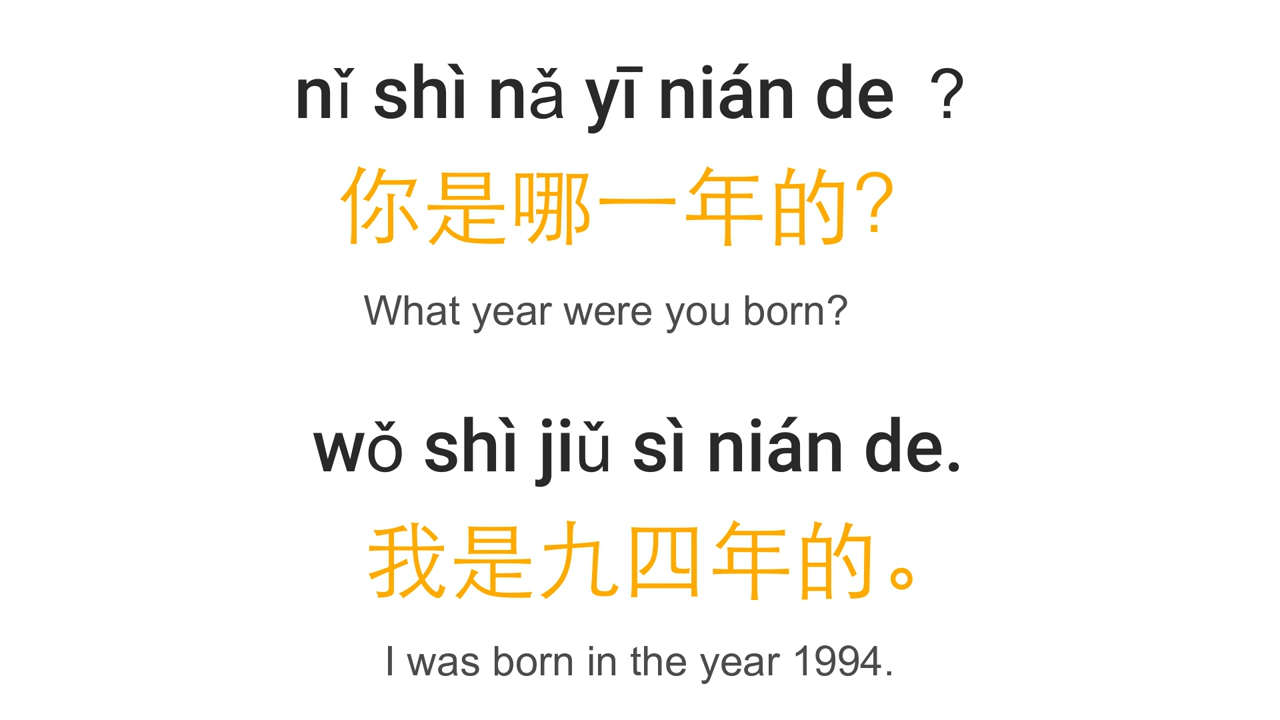 nǐ shì nǎ yī nián de ?
你是哪一年的?
What year were you born?
wǒ shì jiǔ sì nián de.
我是九四年的。
I was born in the year 1994.